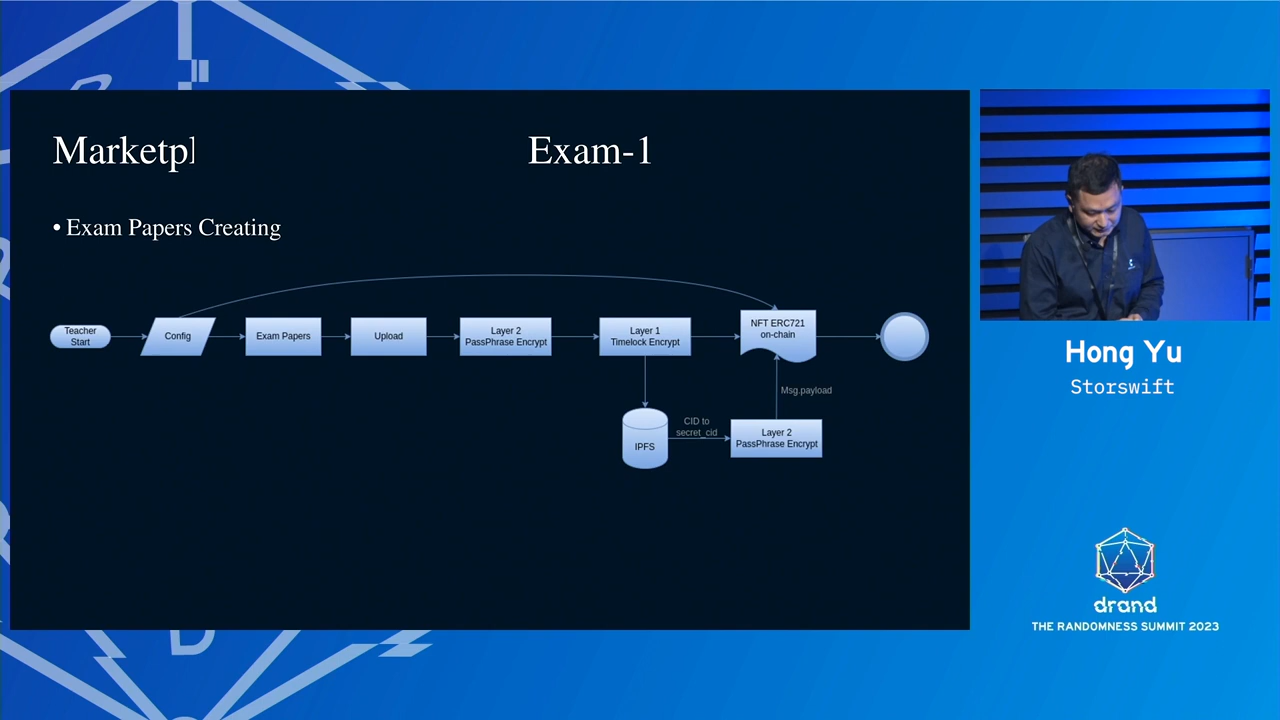 Exam-1
• Exam Papers Creating
Teacher
Start
Config
Exam Papers
Upload
Layer 2
PassPhrase Encrypt
Layer 1
Timelock Encrypt
NFT ERC721
on-chain
Msg.payload
CID to
secret_cid
IPFS
Layer 2
PassPhrase Encrypt
Hong Yu
Storswift
drand
THE RANDOMNESS SUMMIT 2023